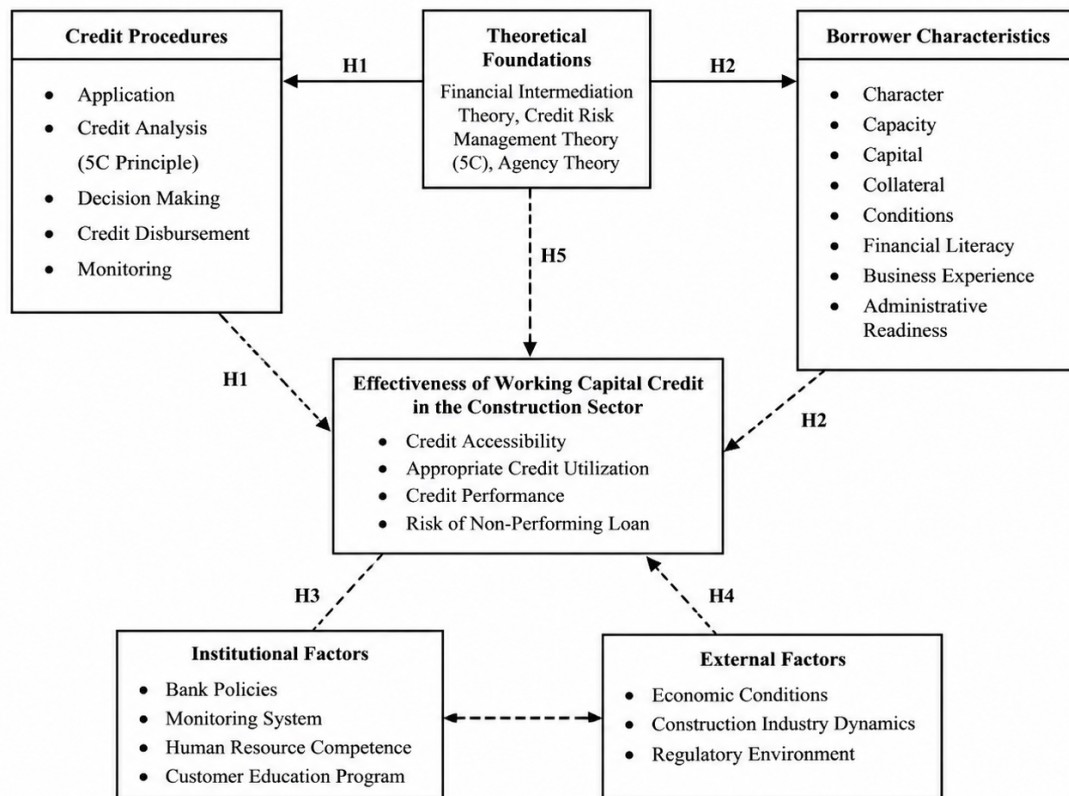 Credit Procedures
• Application
• Credit Analysis
(5C Principle)
• Decision Making
• Credit Disbursement
• Monitoring
H1
Theoretical
Foundations
Financial Intermediation
Theory, Credit Risk
Management Theory
(5C), Agency Theory
H2
Borrower Characteristics
• Character
• Capacity
• Capital
• Collateral
• Conditions
• Financial Literacy
• Business Experience
• Administrative
Readiness
H5
H1
H2
Effectiveness of Working Capital Credit
in the Construction Sector
• Credit Accessibility
• Appropriate Credit Utilization
• Credit Performance
• Risk of Non-Performing Loan
H3
H4
Institutional Factors
• Bank Policies
• Monitoring System
• Human Resource Competence
• Customer Education Program
External Factors
• Economic Conditions
• Construction Industry Dynamics
• Regulatory Environment